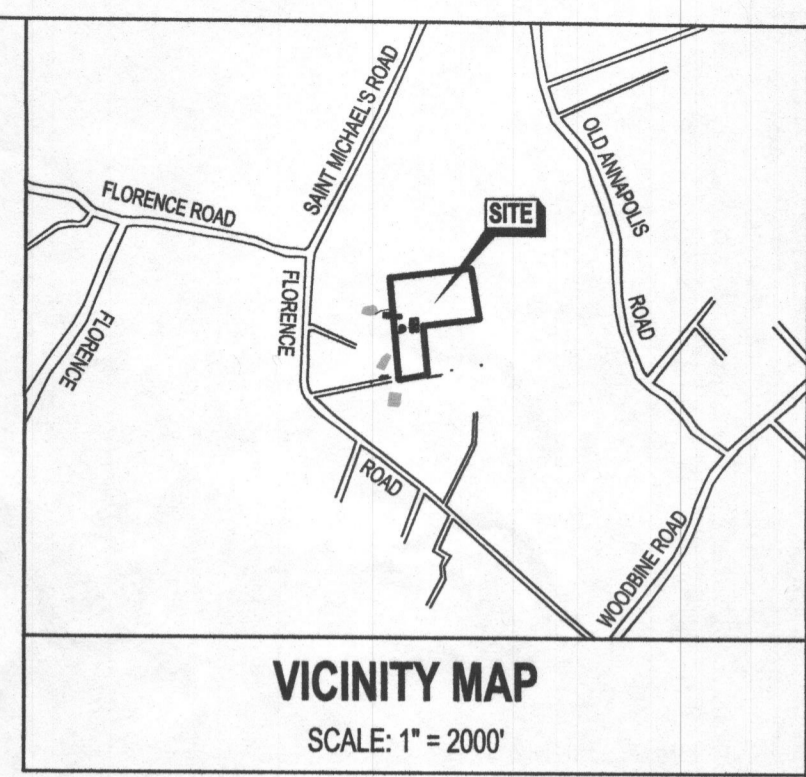 SAINT MICHAEL'S ROAD
OLD ANNAPOLIS
FLORENCE ROAD
SITE
FLORENCE
ROAD
FLORENCE
ROAD
WOODBINE ROAD
VICINITY MAP
SCALE: 1" = 2000'